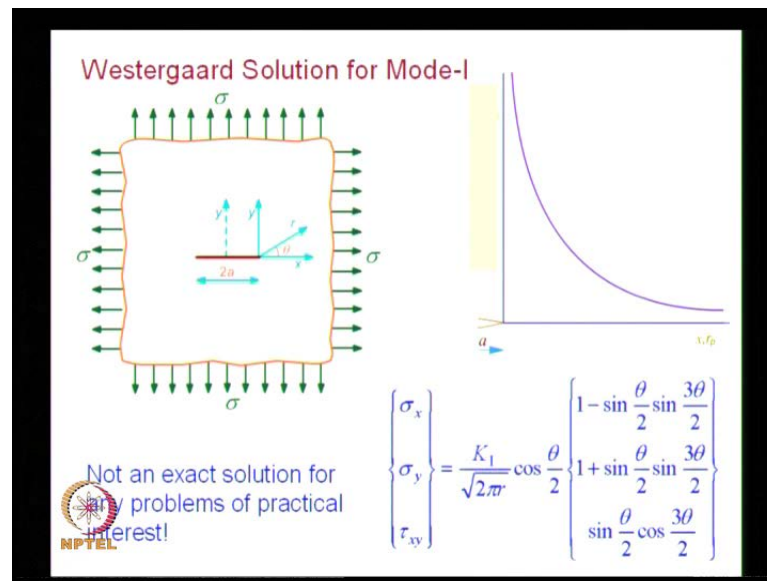 Westergaard Solution for Mode-I
σ
σ
σ
σ
y
y
r
θ
x
2a
a
x,r_p
Not an exact solution for
any problems of practical
interest!
NPTEL
{σ_x, σ_y, τ_xy} = K_I/√(2πr) cos θ/2 {1 - sin θ/2 sin 3θ/2, 1 + sin θ/2 sin 3θ/2, sin θ/2 cos 3θ/2}